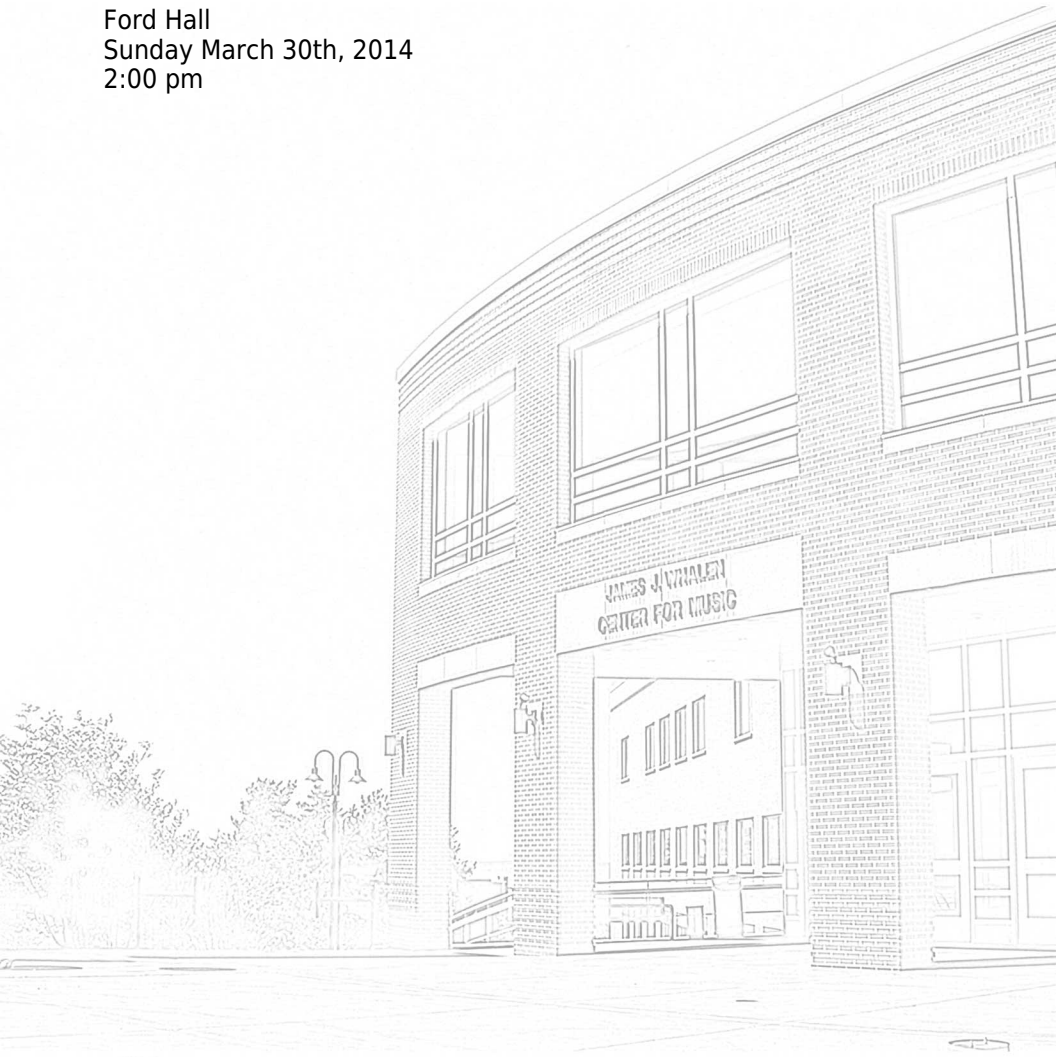 Ford Hall
Sunday March 30th, 2014
2:00 pm
JAMES J. WHALEN
CENTER FOR MUSIC